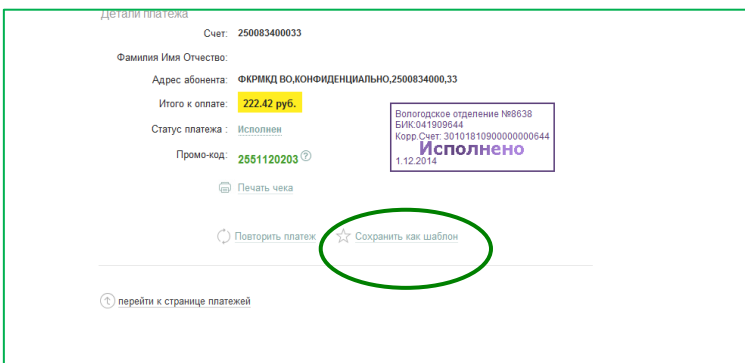 Детали платежа
Счет: 250083400033
Фамилия Имя Отчество:
Адрес абонента: ФКРМКД ВО,КОНФИДЕНЦИАЛЬНО,2500834000,33
Итого к оплате: 222.42 руб.
Статус платежа : Исполнен
Промо-код: 2551120203 ?
Вологодское отделение №8638
БИК:041909644
Корр.Счет: 30101810900000000644
Исполнено
1.12.2014
Печать чека
Повторить платеж Сохранить как шаблон
перейти к странице платежей